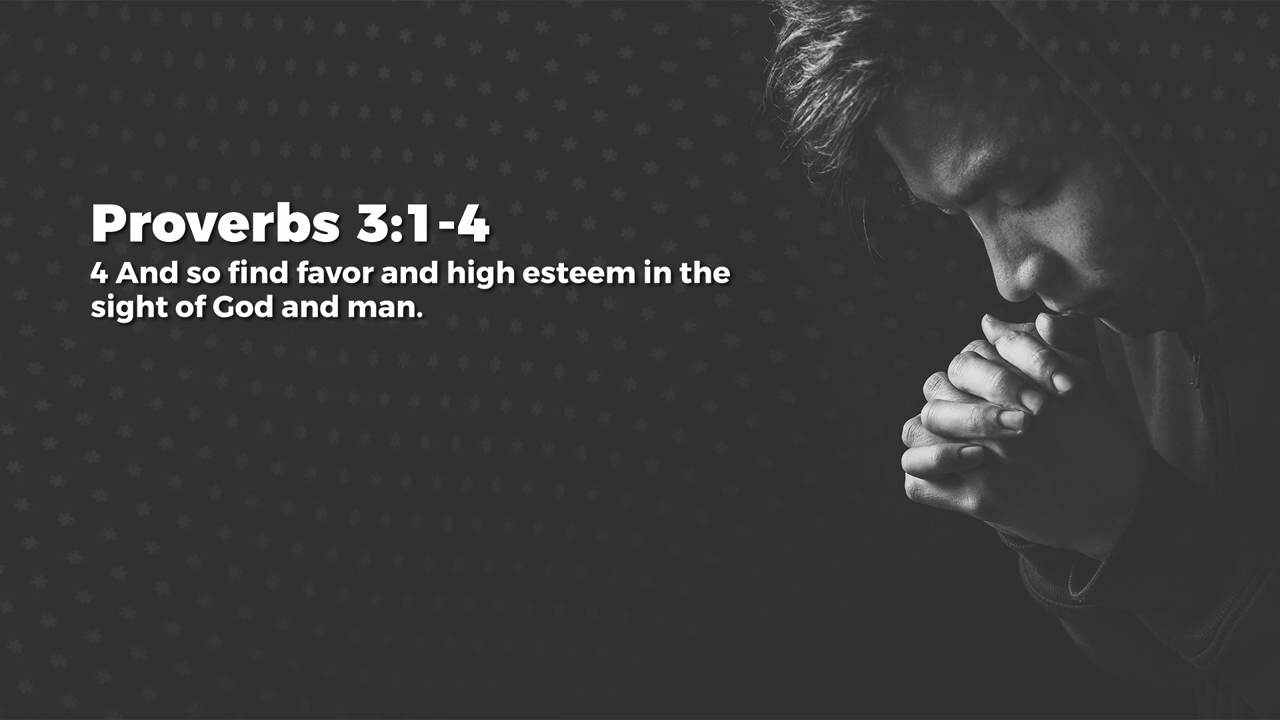 Proverbs 3:1-4
4 And so find favor and high esteem in the
sight of God and man.